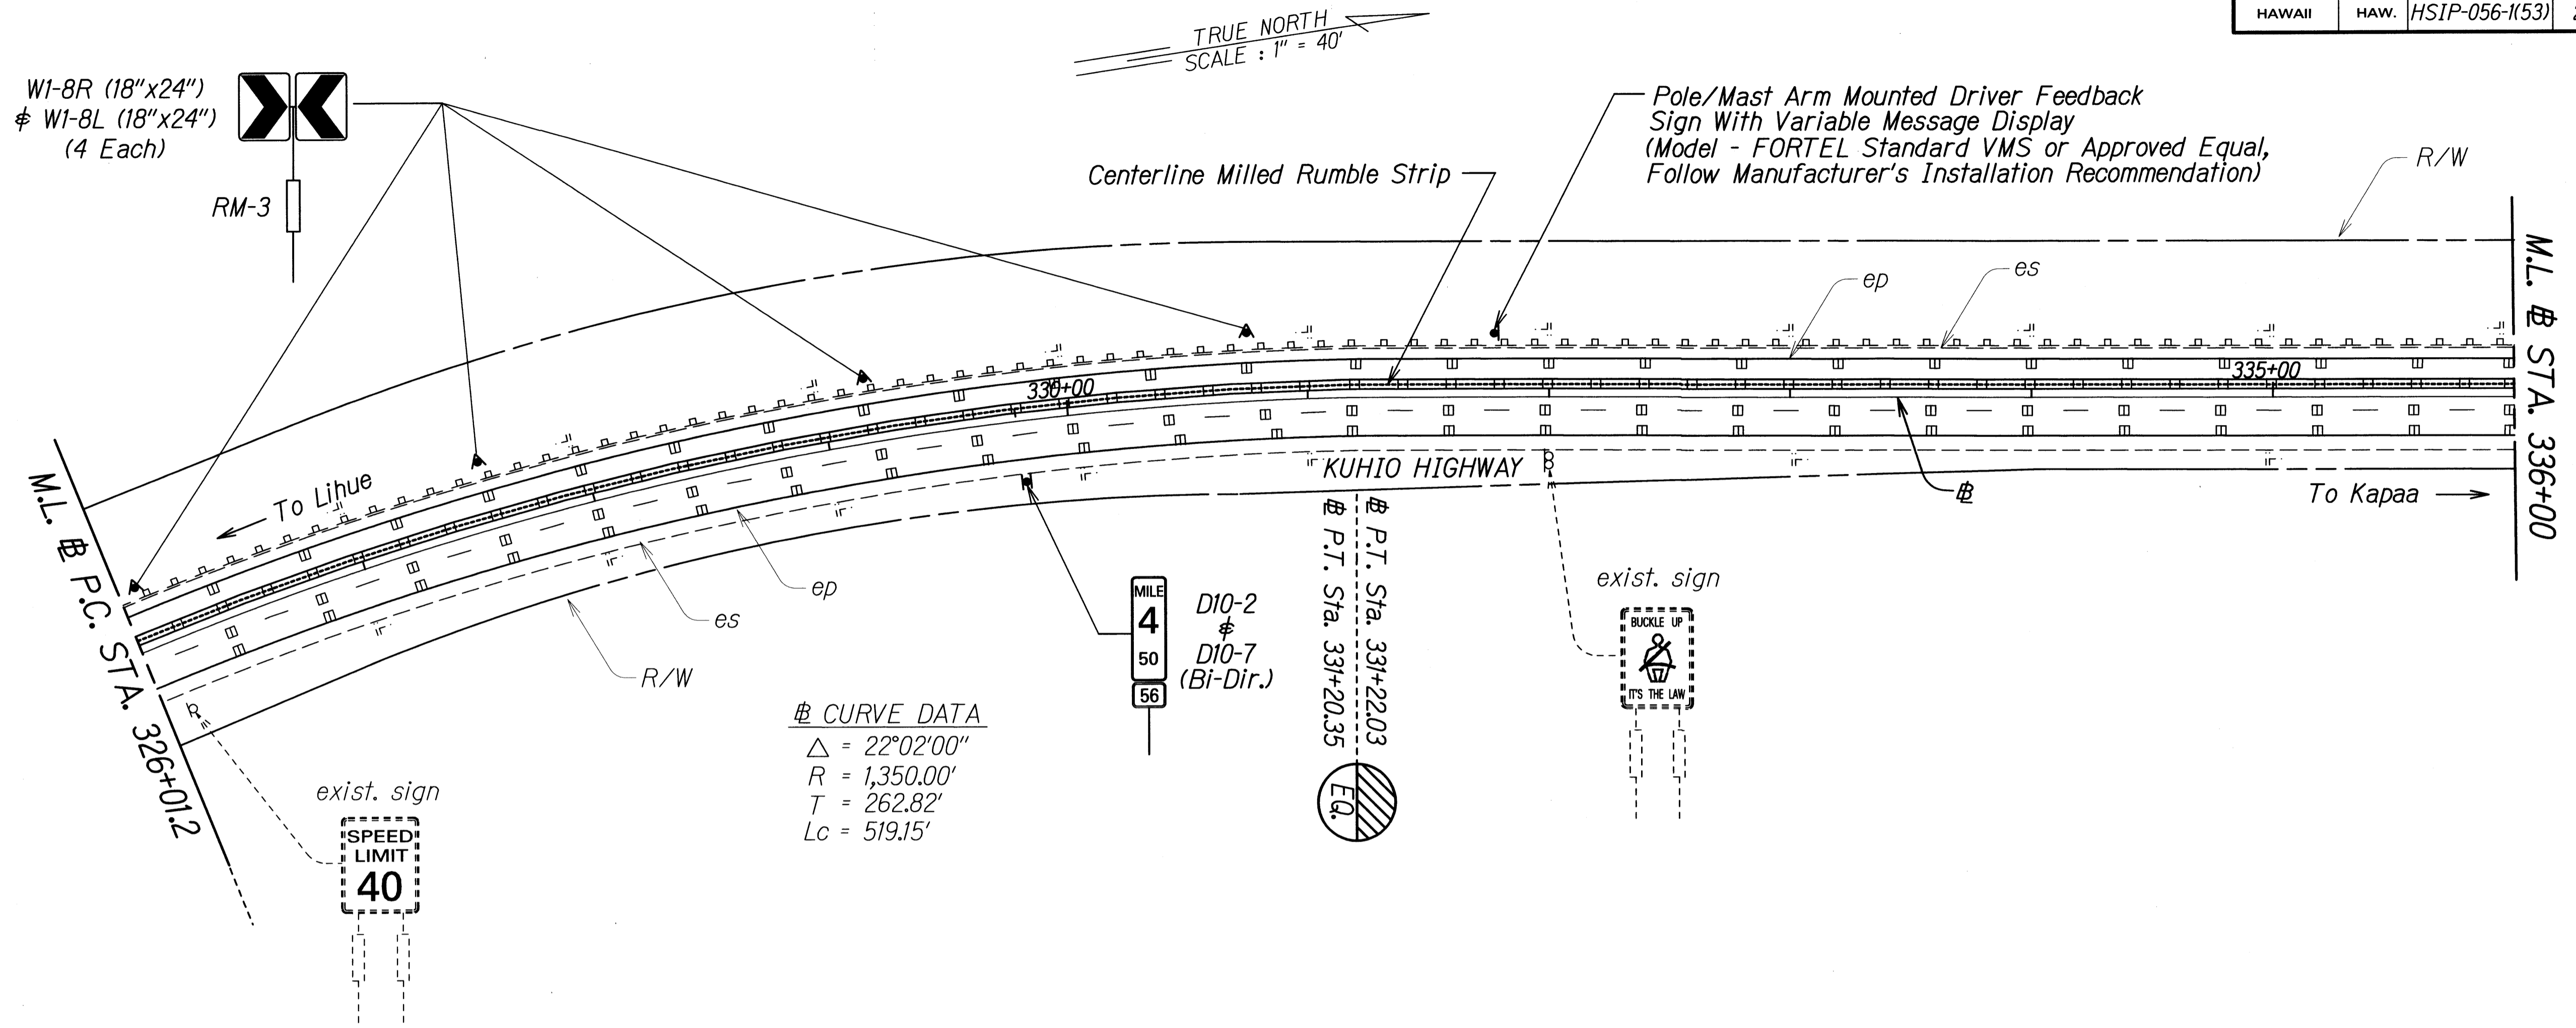 HAWAII HAW. HSIP-056-1(53)
TRUE NORTH
SCALE : 1" = 40'
W1-8R (18"x24")
& W1-8L (18"x24")
(4 Each)
RM-3
Pole/Mast Arm Mounted Driver Feedback
Sign With Variable Message Display
(Model - FORTEL Standard VMS or Approved Equal,
Follow Manufacturer's Installation Recommendation)
Centerline Milled Rumble Strip
R/W
ep
es
330+00
335+00
M.L. BL STA. 336+00
To Lihue
KUHIO HIGHWAY
BL
To Kapaa
M.L. BL P.C. STA. 326+01.2
ep
es
R/W
MILE
4
50
56
D10-2
&
D10-7
(Bi-Dir.)
BL P.T. Sta. 331+22.03
BL P.T. Sta. 331+20.35
EQ.
exist. sign
BUCKLE UP
IT'S THE LAW
BL CURVE DATA
△ = 22°02'00"
R = 1,350.00'
T = 262.82'
Lc = 519.15'
exist. sign
SPEED
LIMIT
40